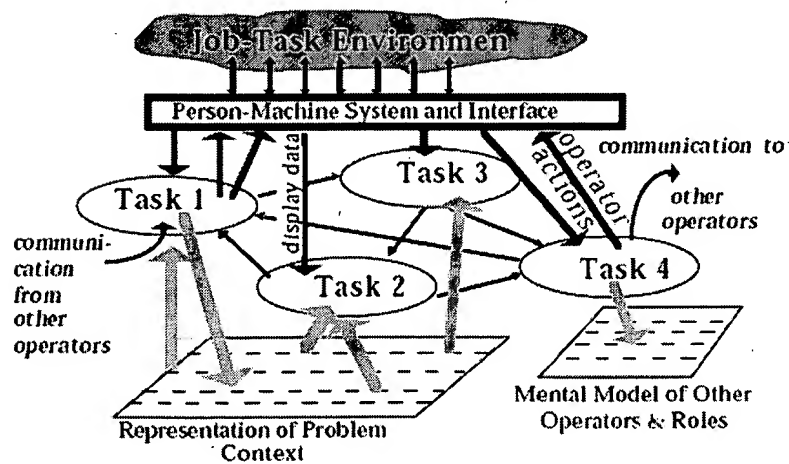 Job-Task Environmen
Person-Machine System and Interface
display data
operator
actions
communication to
other
operators
Task 1
Task 3
Task 2
Task 4
communi-
cation
from
other
operators
Representation of Problem
Context
Mental Model of Other
Operators & Roles